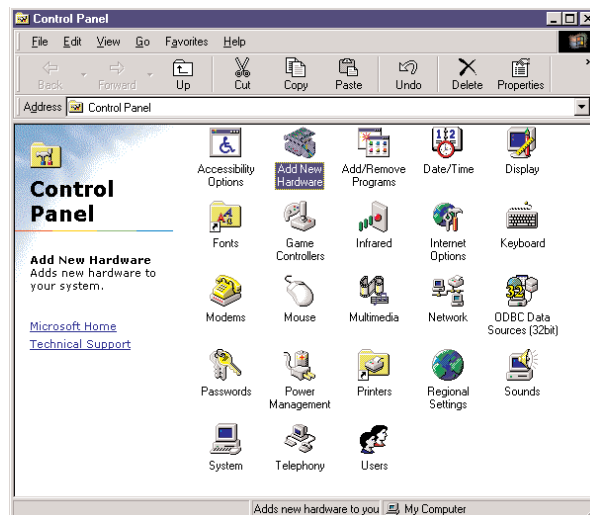 Control Panel
File Edit View Go Favorites Help
Back Forward Up Cut Copy Paste Undo Delete Properties »
Address Control Panel
Control
Panel
Add New Hardware
Adds new hardware to
your system.
Microsoft Home
Technical Support
Accessibility
Options
Add New
Hardware
Add/Remove
Programs
Date/Time
Display
Fonts
Game
Controllers
Infrared
Internet
Options
Keyboard
Modems
Mouse
Multimedia
Network
ODBC Data
Sources (32bit)
Passwords
Power
Management
Printers
Regional
Settings
Sounds
System
Telephony
Users
Adds new hardware to you My Computer